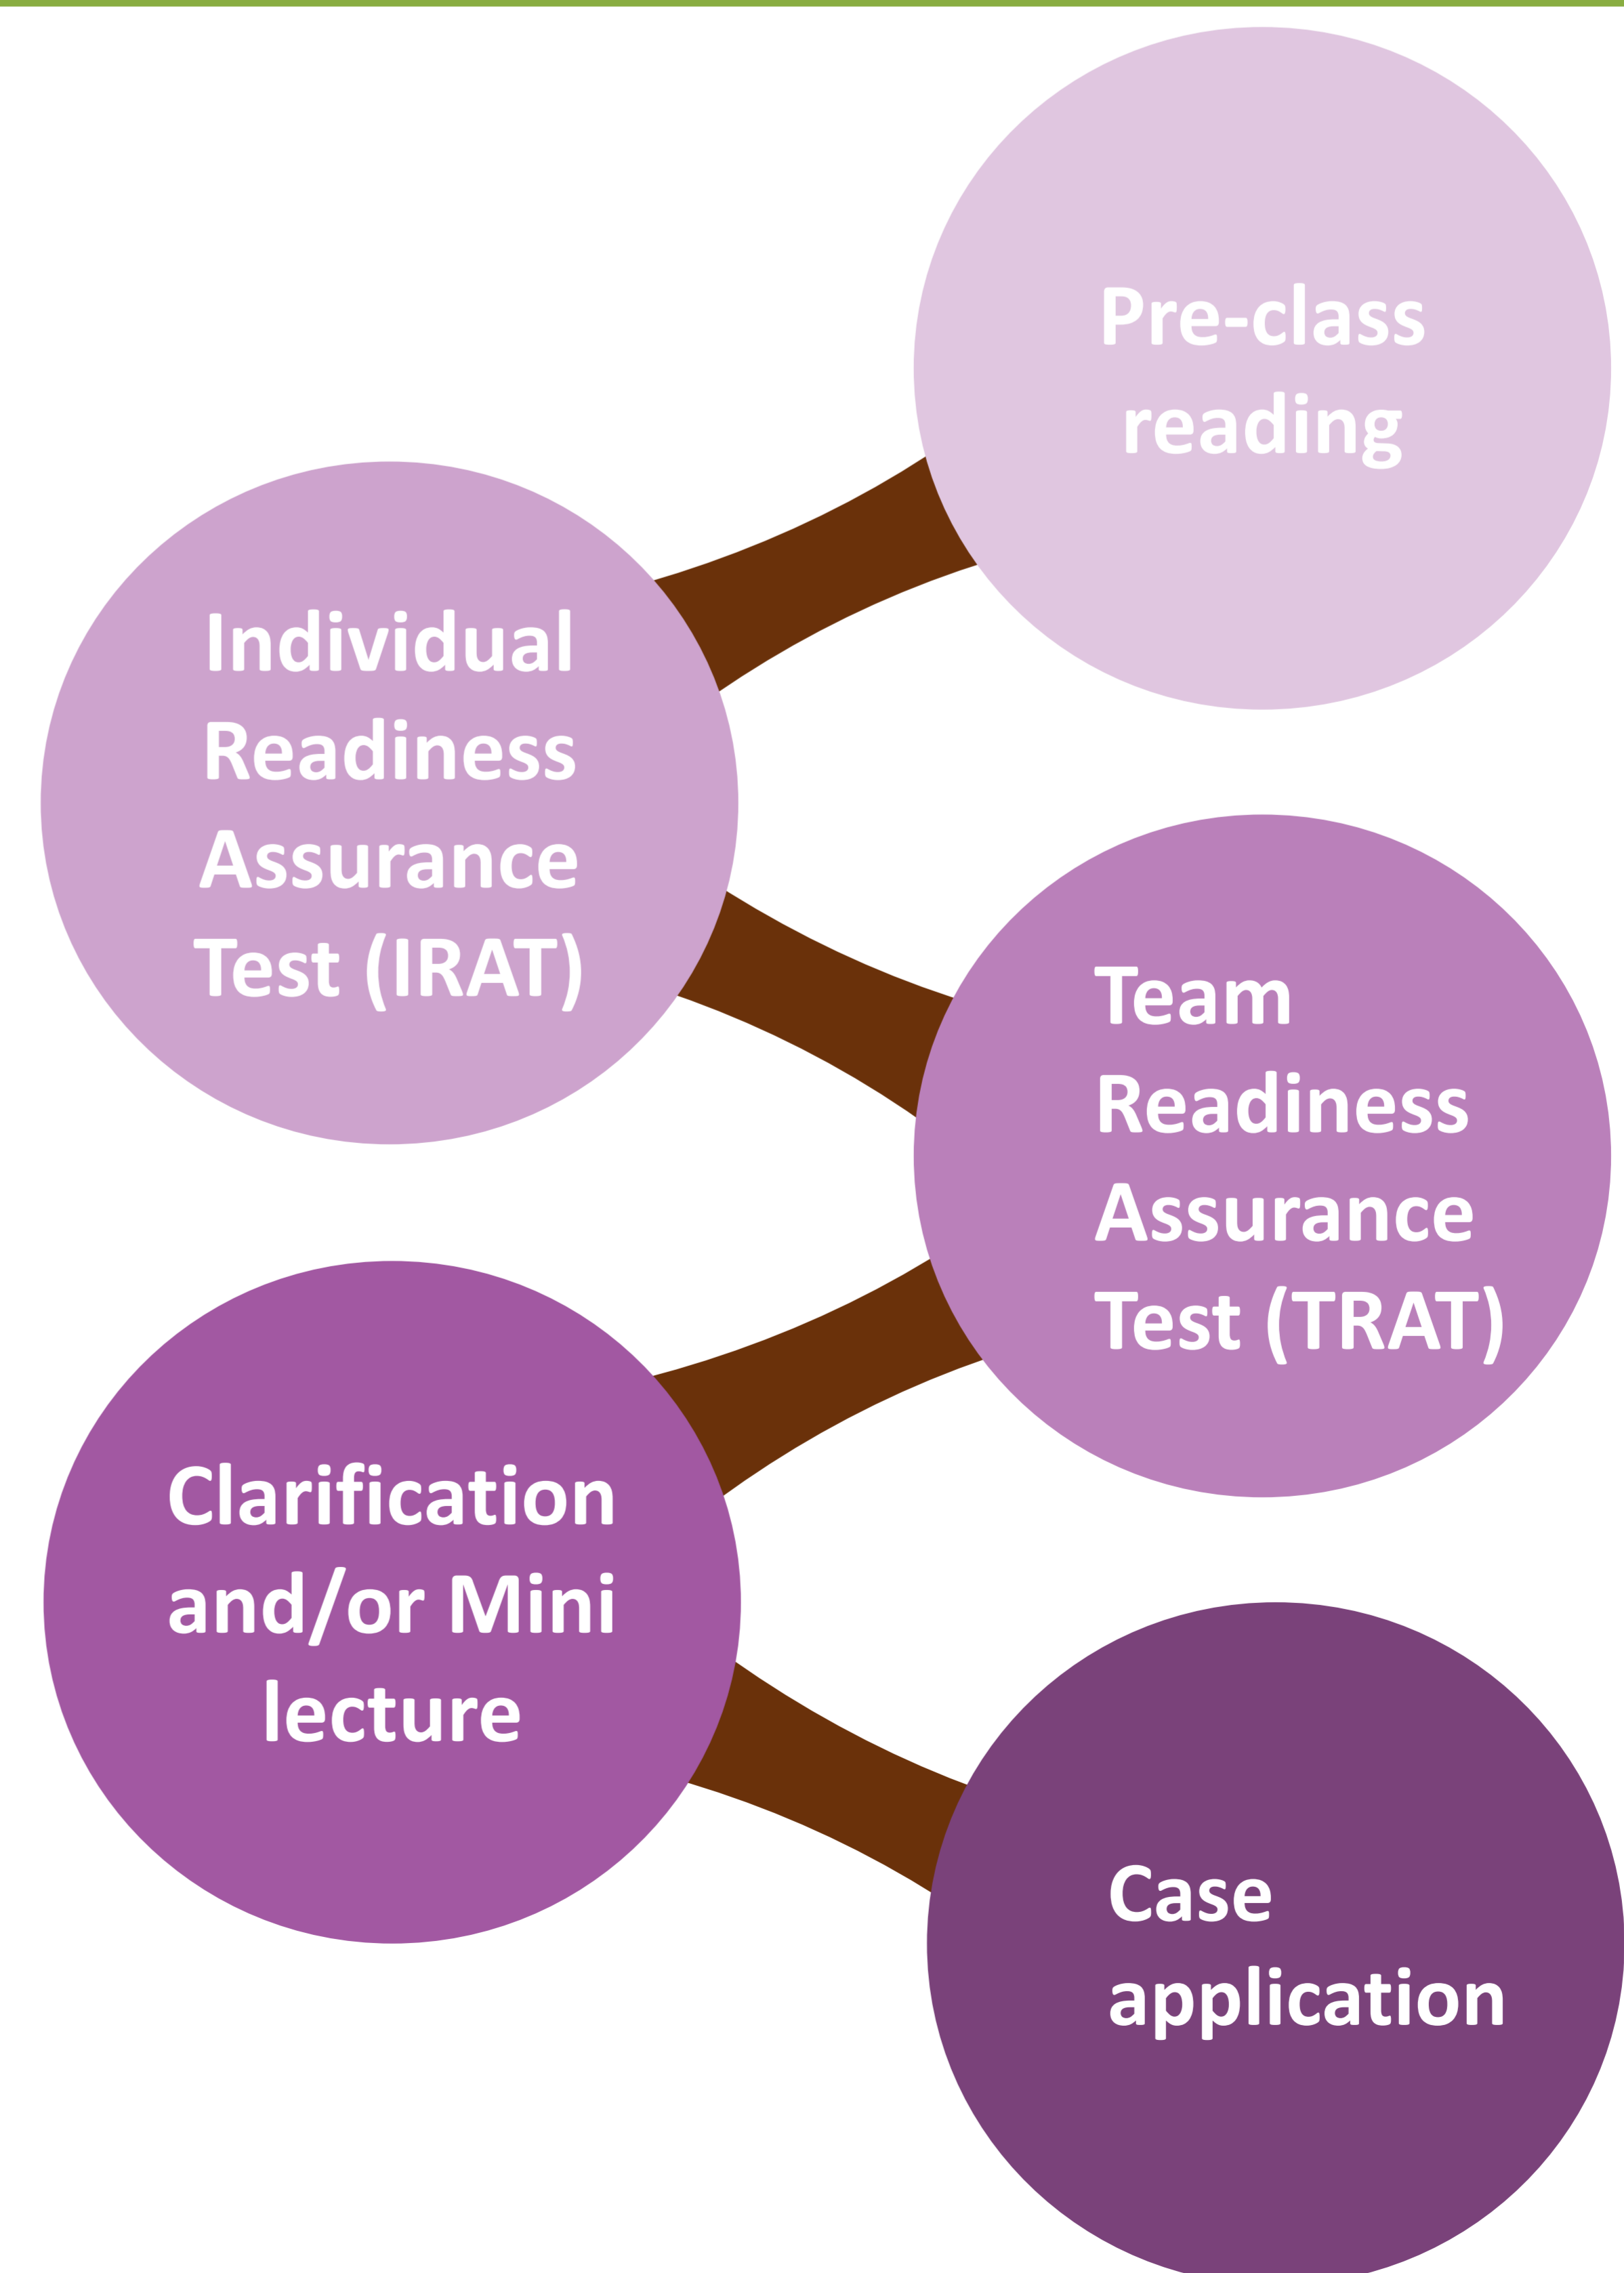 Pre-class
reading
Individual
Readiness
Assurance
Test (IRAT)
Team
Readiness
Assurance
Test (TRAT)
Clarification
and/or Mini
lecture
Case
application